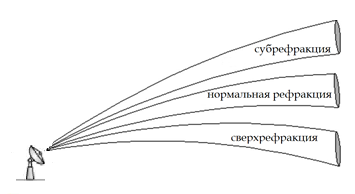 субрефракция
нормальная рефракция
сверхрефракция